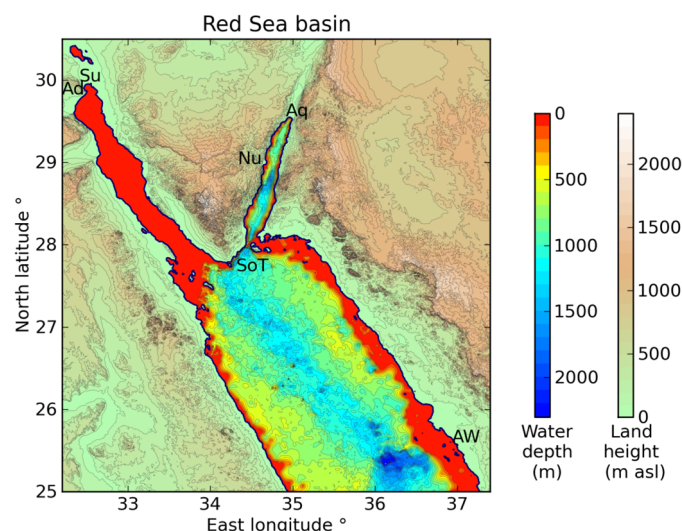 Red Sea basin
30
29
28
27
26
25
North latitude °
33
34
35
36
37
East longitude °
Su
Ad
Aq
Nu
SoT
AW
0
500
1000
1500
2000
Water
depth
(m)
2000
1500
1000
500
0
Land
height
(m asl)